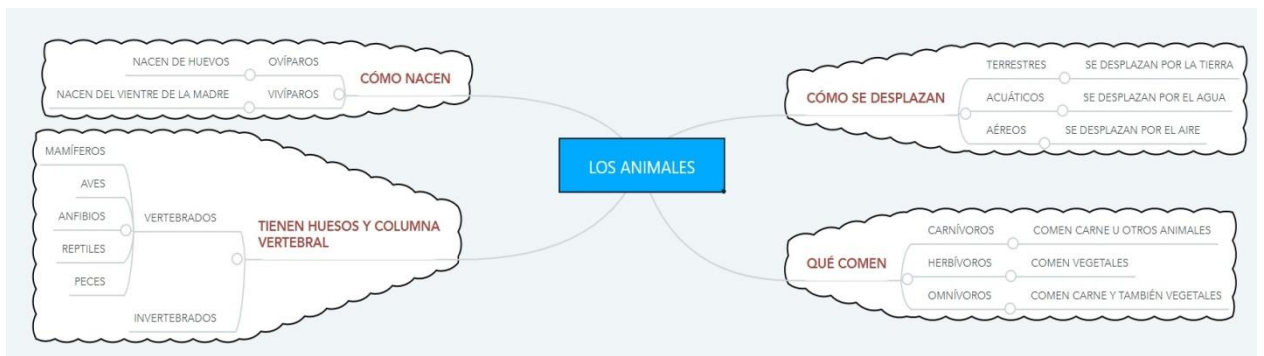 LOS ANIMALES
CÓMO NACEN
OVÍPAROS
NACEN DE HUEVOS
VIVÍPAROS
NACEN DEL VIENTRE DE LA MADRE
TIENEN HUESOS Y COLUMNA
VERTEBRAL
VERTEBRADOS
MAMÍFEROS
AVES
ANFIBIOS
REPTILES
PECES
INVERTEBRADOS
CÓMO SE DESPLAZAN
TERRESTRES
SE DESPLAZAN POR LA TIERRA
ACUÁTICOS
SE DESPLAZAN POR EL AGUA
AÉREOS
SE DESPLAZAN POR EL AIRE
QUÉ COMEN
CARNÍVOROS
COMEN CARNE U OTROS ANIMALES
HERBÍVOROS
COMEN VEGETALES
OMNÍVOROS
COMEN CARNE Y TAMBIÉN VEGETALES